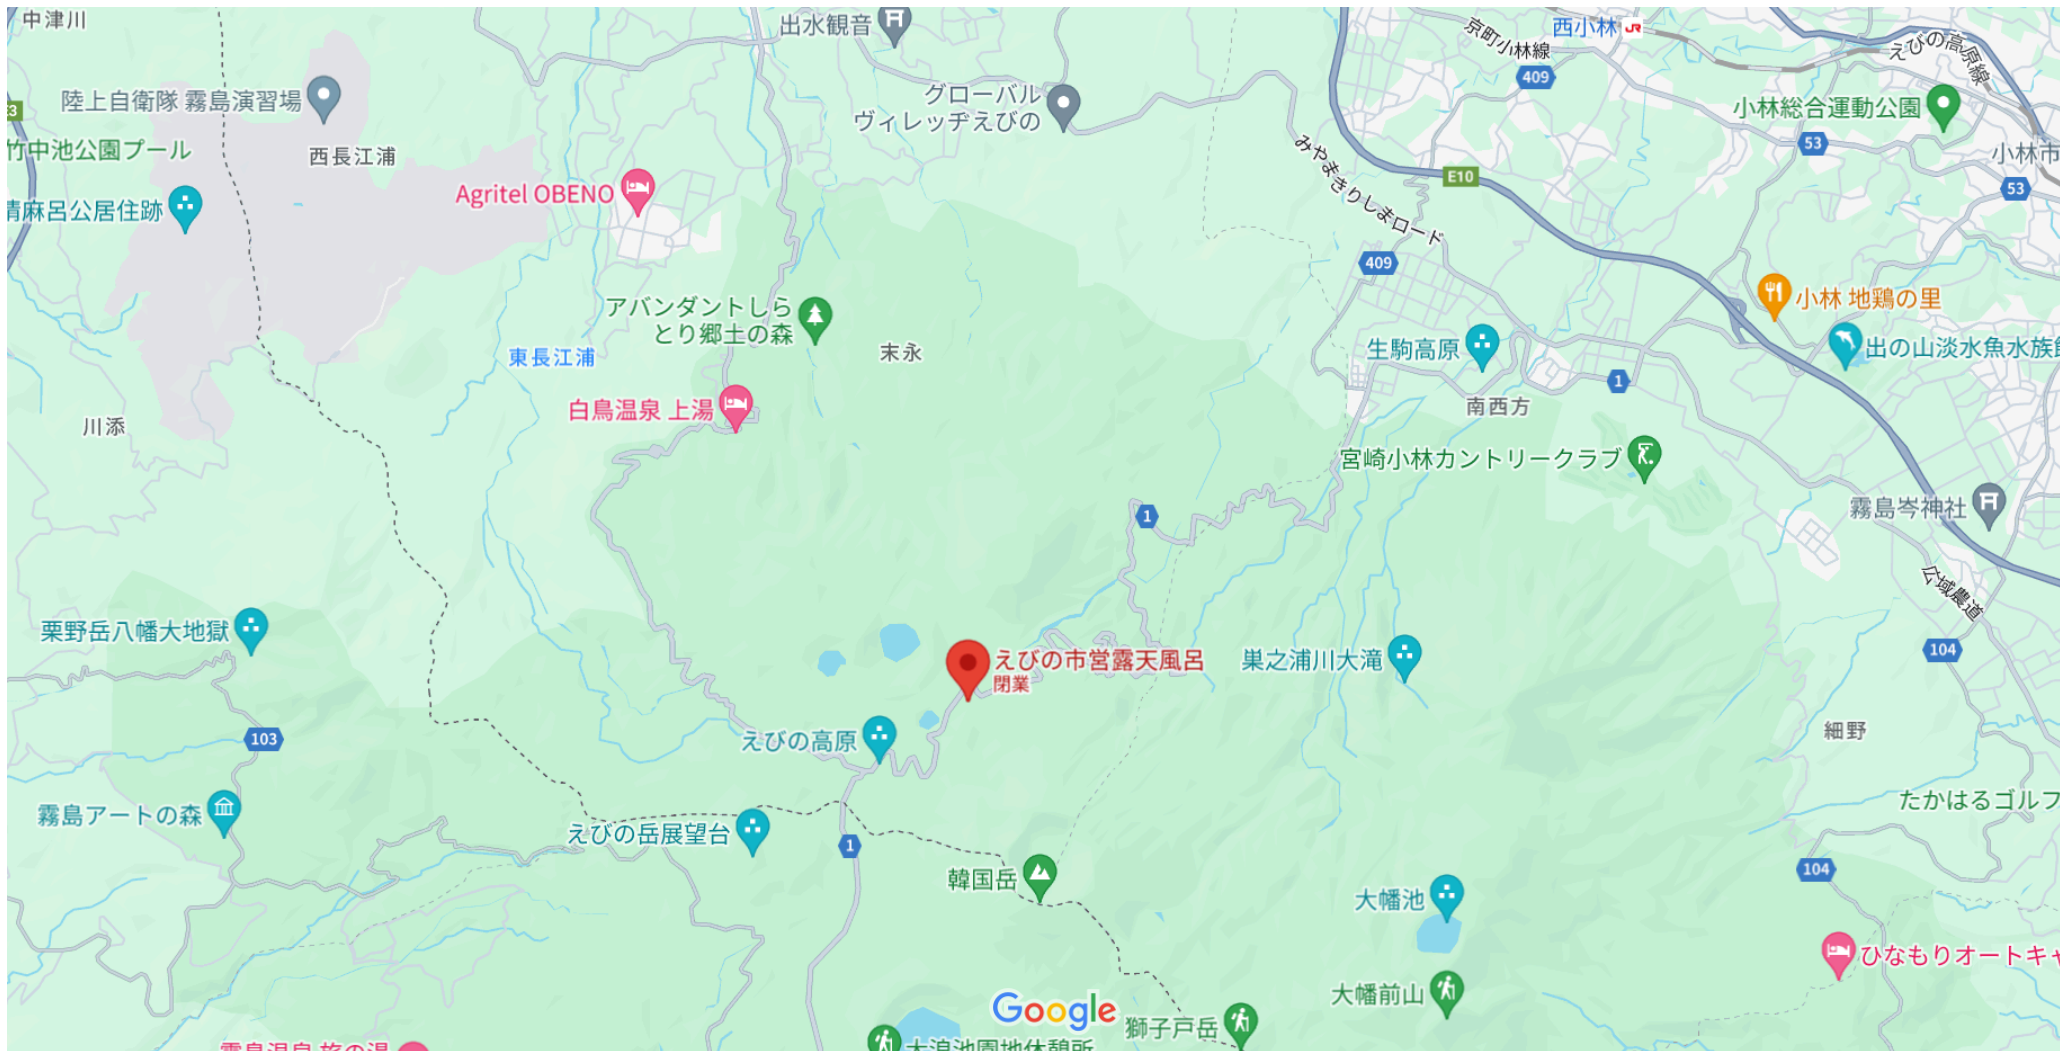 中津川
出水観音
京町小林線
西小林
JR
えびの高原線
409
陸上自衛隊 霧島演習場
グローバル
ヴィレッヂえびの
小林総合運動公園
竹中池公園プール
西長江浦
53
小林市
みやまきりしまロード
E10
53
Agritel OBENO
清麻呂公居住跡
409
アバンダントしら
とり郷土の森
小林 地鶏の里
東長江浦
末永
生駒高原
出の山淡水魚水族館
1
白鳥温泉 上湯
南西方
川添
宮崎小林カントリークラブ
1
霧島岑神社
広域農道
栗野岳八幡大地獄
えびの市営露天風呂
閉業
巣之浦川大滝
104
103
えびの高原
細野
霧島アートの森
えびの岳展望台
1
たかはるゴルフ
韓国岳
104
大幡池
ひなもりオートキャ
大幡前山
Google
獅子戸岳
大浪池園地休憩所